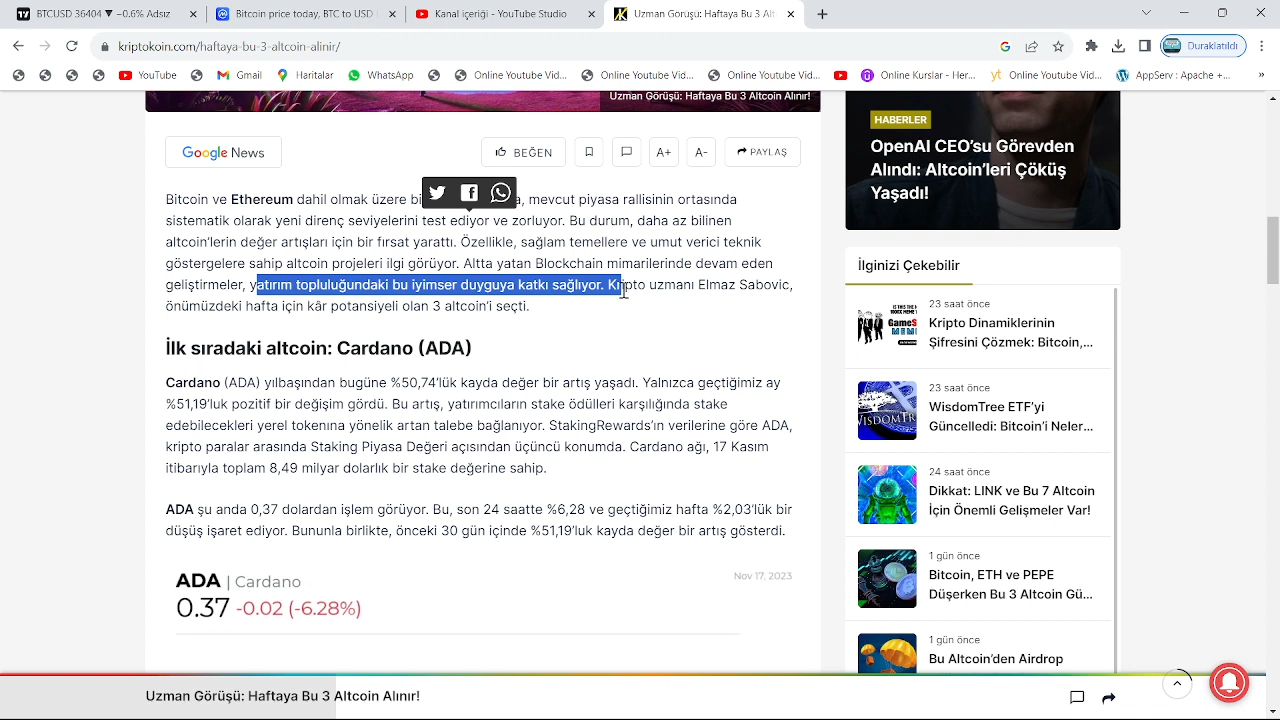 BTCUSD 36404 ▼ −0.6% Adsız
Bitcoin price today, BTC to USD
Kanal içeriği - YouTube Studio
Uzman Görüşü: Haftaya Bu 3 Alt
kriptokoin.com/haftaya-bu-3-altcoin-alinir/
Duraklatıldı
YouTube
Gmail
Haritalar
WhatsApp
Online Youtube Vid...
Online Youtube Vid...
Online Youtube Vid...
Online Kurslar - Her...
Online Youtube Vid...
AppServ : Apache +...
Uzman Görüşü: Haftaya Bu 3 Altcoin Alınır!
Google News
BEĞEN
A+
A-
PAYLAŞ
Bitcoin ve Ethereum dahil olmak üzere bi a, mevcut piyasa rallisinin ortasında
sistematik olarak yeni direnç seviyelerini test ediyor ve zorluyor. Bu durum, daha az bilinen
altcoin'lerin değer artışları için bir fırsat yarattı. Özellikle, sağlam temellere ve umut verici teknik
göstergelere sahip altcoin projeleri ilgi görüyor. Altta yatan Blockchain mimarilerinde devam eden
geliştirmeler, yatırım topluluğundaki bu iyimser duyguya katkı sağlıyor. Kripto uzmanı Elmaz Sabovic,
önümüzdeki hafta için kâr potansiyeli olan 3 altcoin'i seçti.
İlk sıradaki altcoin: Cardano (ADA)
Cardano (ADA) yılbaşından bugüne %50,74'lük kayda değer bir artış yaşadı. Yalnızca geçtiğimiz ay
%51,19'luk pozitif bir değişim gördü. Bu artış, yatırımcıların stake ödülleri karşılığında stake
edebilecekleri yerel tokenına yönelik artan talebe bağlanıyor. StakingRewards'ın verilerine göre ADA,
kripto paralar arasında Staking Piyasa Değeri açısından üçüncü konumda. Cardano ağı, 17 Kasım
itibarıyla toplam 8,49 milyar dolarlık bir stake değerine sahip.
ADA şu anda 0,37 dolardan işlem görüyor. Bu, son 24 saatte %6,28 ve geçtiğimiz hafta %2,03'lük bir
düşüş işaret ediyor. Bununla birlikte, önceki 30 gün içinde %51,19'luk kayda değer bir artış gösterdi.
ADA | Cardano
Nov 17, 2023
0.37 -0.02 (-6.28%)
HABERLER
OpenAI CEO'su Görevden
Alındı: Altcoin'leri Çöküş
Yaşadı!
İlginizi Çekebilir
23 saat önce
Kripto Dinamiklerinin
Şifresini Çözmek: Bitcoin,...
23 saat önce
WisdomTree ETF'yi
Güncelledi: Bitcoin'i Neler...
24 saat önce
Dikkat: LINK ve Bu 7 Altcoin
İçin Önemli Gelişmeler Var!
1 gün önce
Bitcoin, ETH ve PEPE
Düşerken Bu 3 Altcoin Gü...
1 gün önce
Bu Altcoin'den Airdrop
Uzman Görüşü: Haftaya Bu 3 Altcoin Alınır!